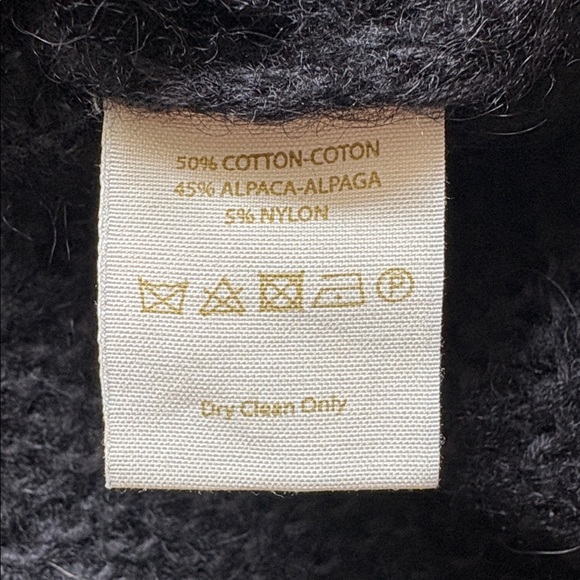 50% COTTON-COTON
45% ALPACA-ALPAGA
5% NYLON
P
Dry Clean Only